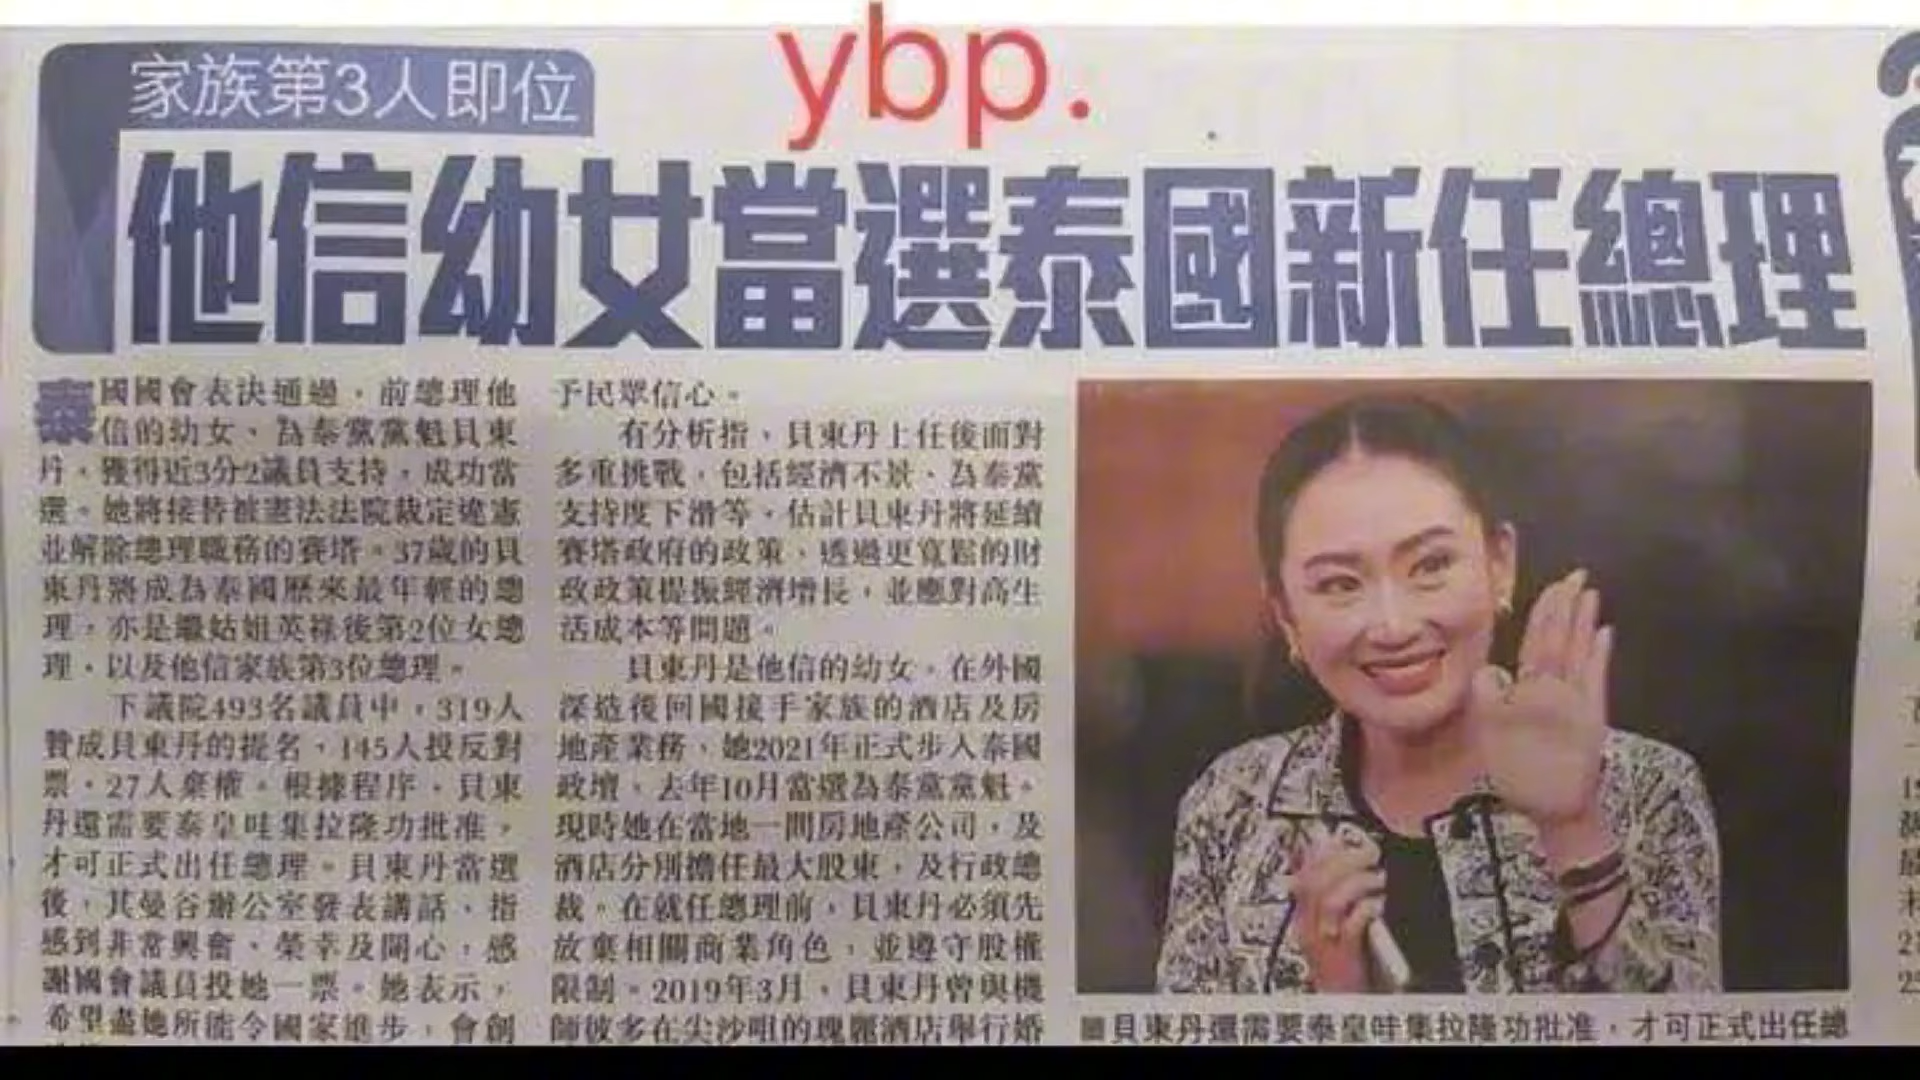 ybp.
家族第3人即位
他信幼女當選泰國新任總理
泰國國會表決通過，前總理他
信的幼女、為泰黨黨魁貝東
丹，獲得近3分2議員支持，成功當
選。她將接替被憲法法院裁定違憲
並解除總理職務的賽塔。37歲的貝
東丹將成為泰國歷來最年輕的總
理，亦是繼姑姐英祿後第2位女總
理，以及他信家族第3位總理。
下議院493名議員中，319人
贊成貝東丹的提名，145人投反對
票，27人棄權。根據程序，貝東
丹還需要泰皇哇集拉隆功批准，
才可正式出任總理。貝東丹當選
後，其曼谷辦公室發表講話，指
感到非常興奮、榮幸及開心，感
謝國會議員投她一票。她表示，
希望盡她所能令國家進步，會創
予民眾信心。
有分析指，貝東丹上任後面對
多重挑戰，包括經濟不景、為泰黨
支持度下滑等，估計貝東丹將延續
賽塔政府的政策、透過更寬鬆的財
政政策提振經濟增長，並應對高生
活成本等問題。
貝東丹是他信的幼女，在外國
深造後回國接手家族的酒店及房
地產業務，她2021年正式步入泰國
政壇，去年10月當選為泰黨黨魁。
現時她在當地一間房地產公司，及
酒店分別擔任最大股東，及行政總
裁。在就任總理前，貝東丹必須先
放棄相關商業角色，並遵守股權
限制。2019年3月，貝東丹曾與機
師彼多在尖沙咀的瑰麗酒店舉行婚
■貝東丹還需要泰皇哇集拉隆功批准，才可正式出任總